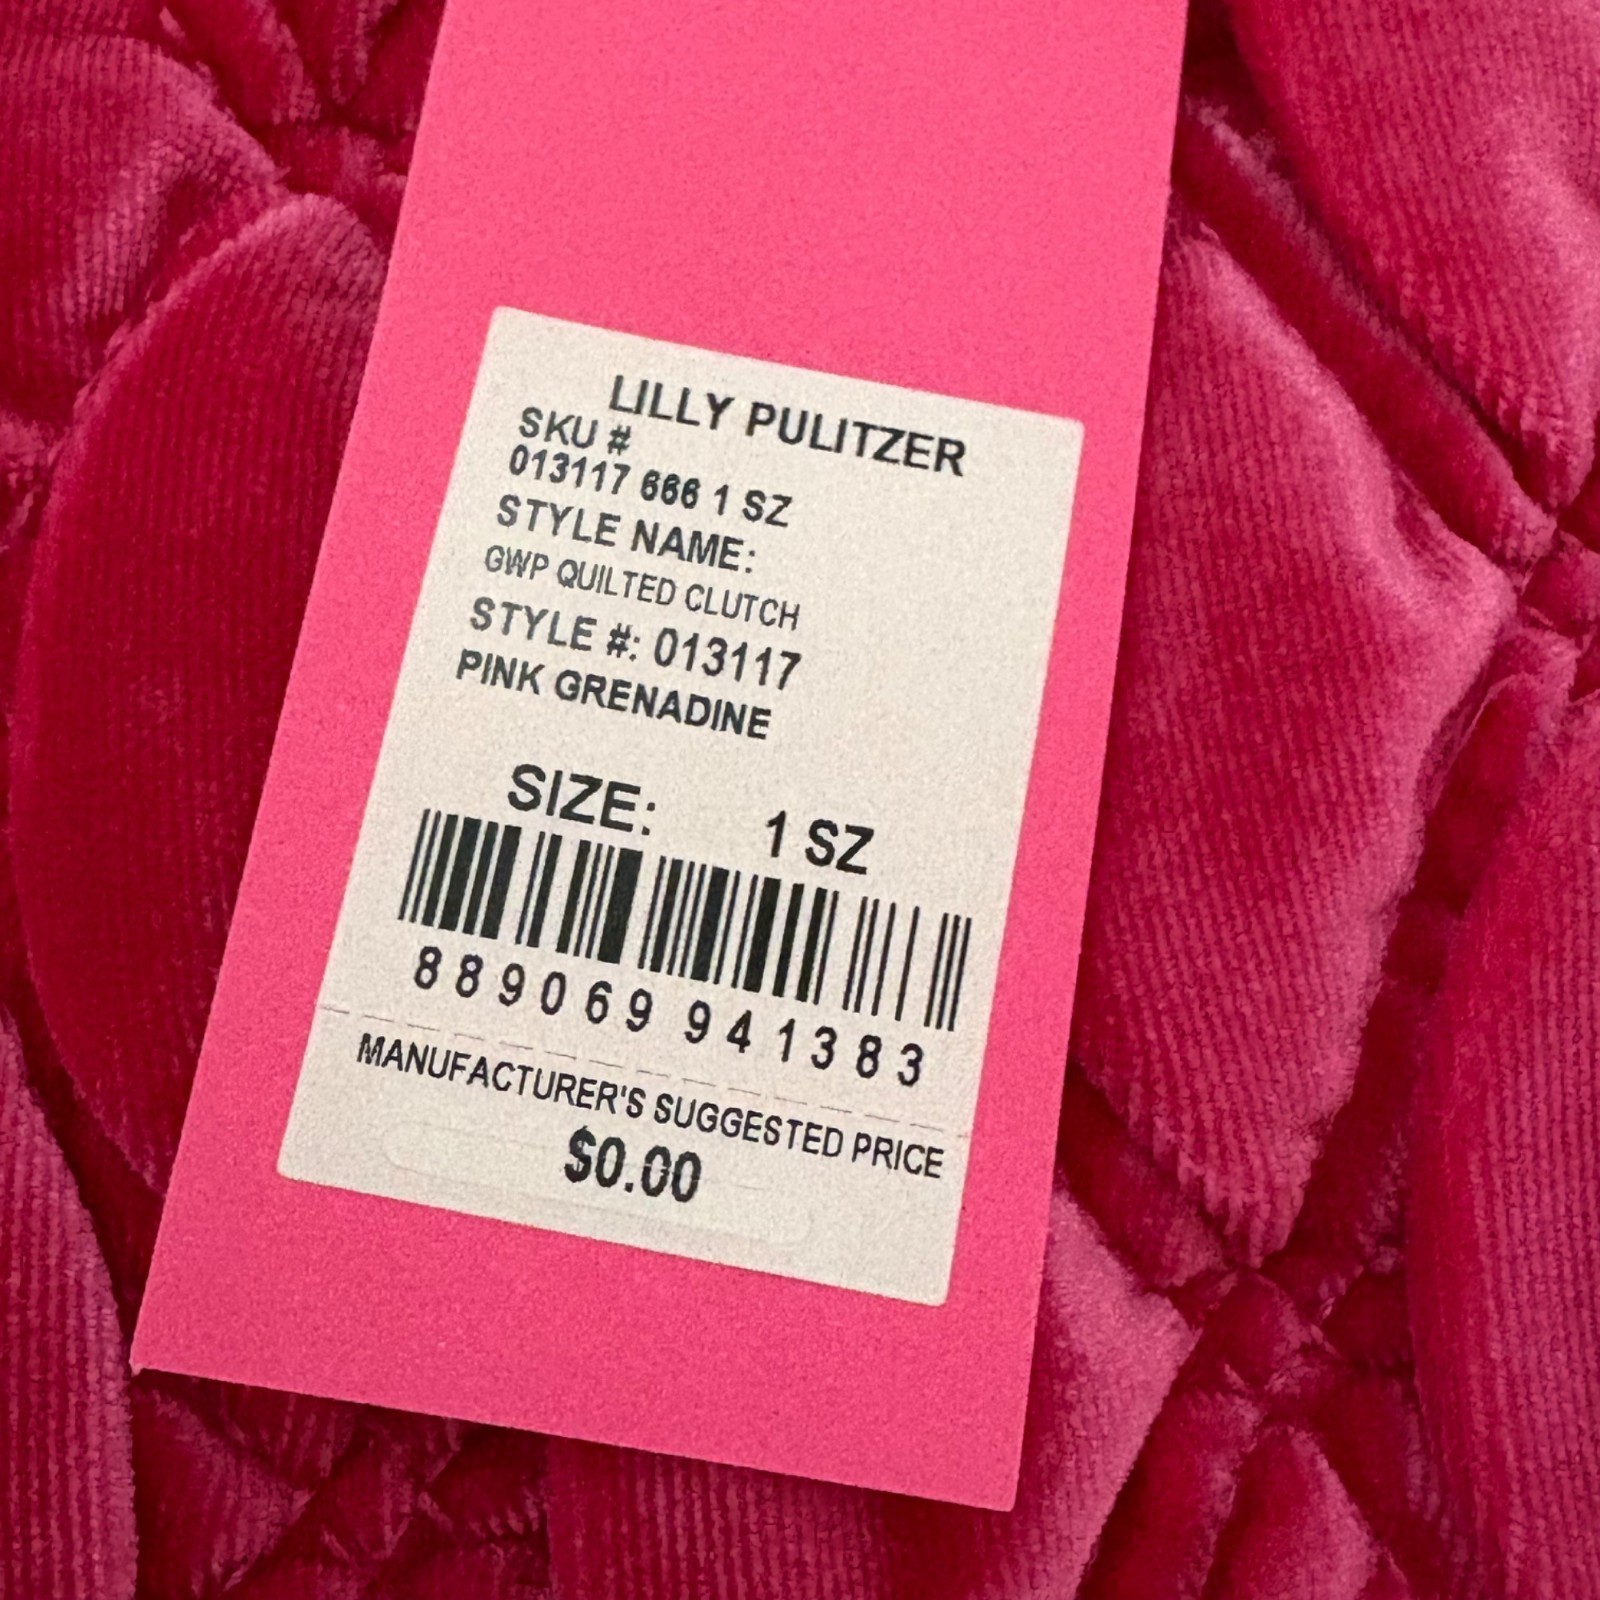 LILLY PULITZER
SKU #
013117 666 1 SZ
STYLE NAME:
GWP QUILTED CLUTCH
STYLE #: 013117
PINK GRENADINE
SIZE: 1 SZ
889069 941383
MANUFACTURER'S SUGGESTED PRICE
$0.00